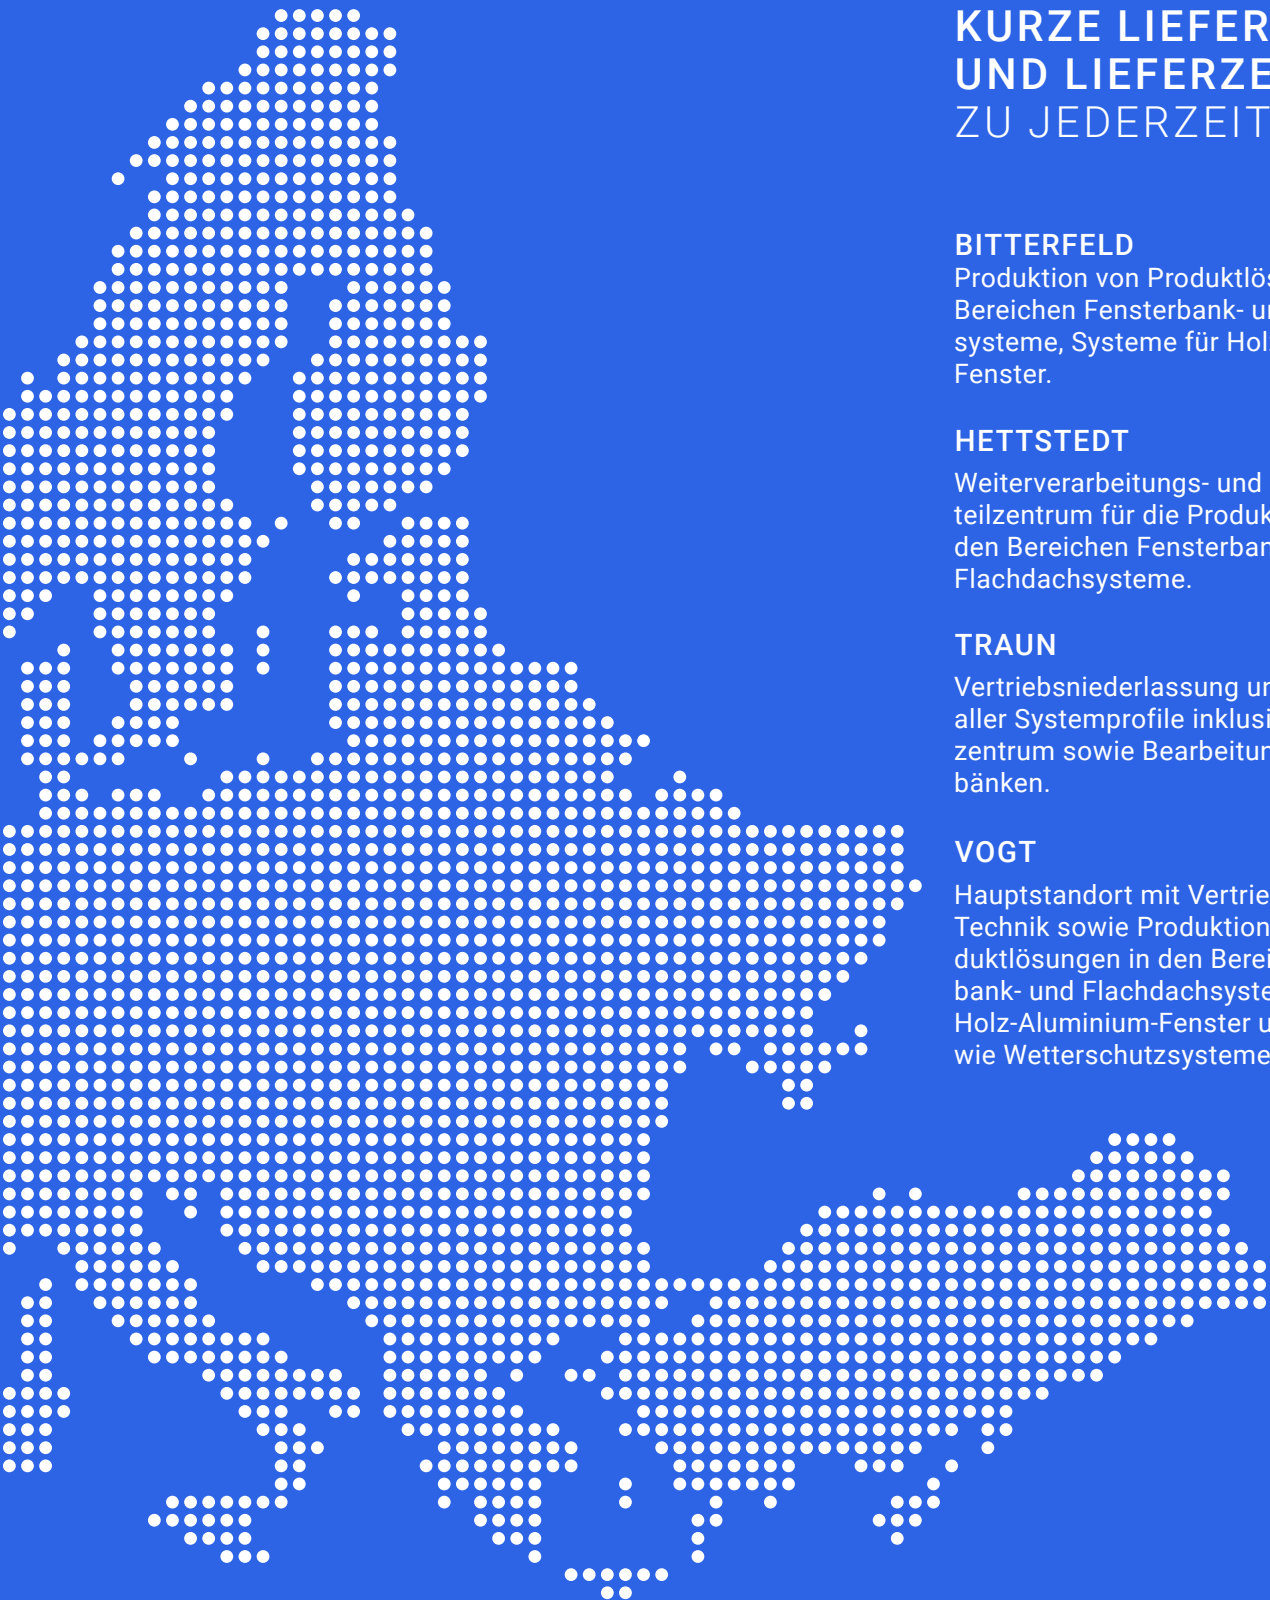 KURZE LIEFER
UND LIEFERZE
ZU JEDERZEIT
BITTERFELD
Produktion von Produktlös
Bereichen Fensterbank- u
systeme, Systeme für Hol
Fenster.
HETTSTEDT
Weiterverarbeitungs- und
teilzentrum für die Produk
den Bereichen Fensterban
Flachdachsysteme.
TRAUN
Vertriebsniederlassung un
aller Systemprofile inklusi
zentrum sowie Bearbeitun
bänken.
VOGT
Hauptstandort mit Vertrie
Technik sowie Produktion
duktlösungen in den Berei
bank- und Flachdachsyste
Holz-Aluminium-Fenster u
wie Wetterschutzsysteme